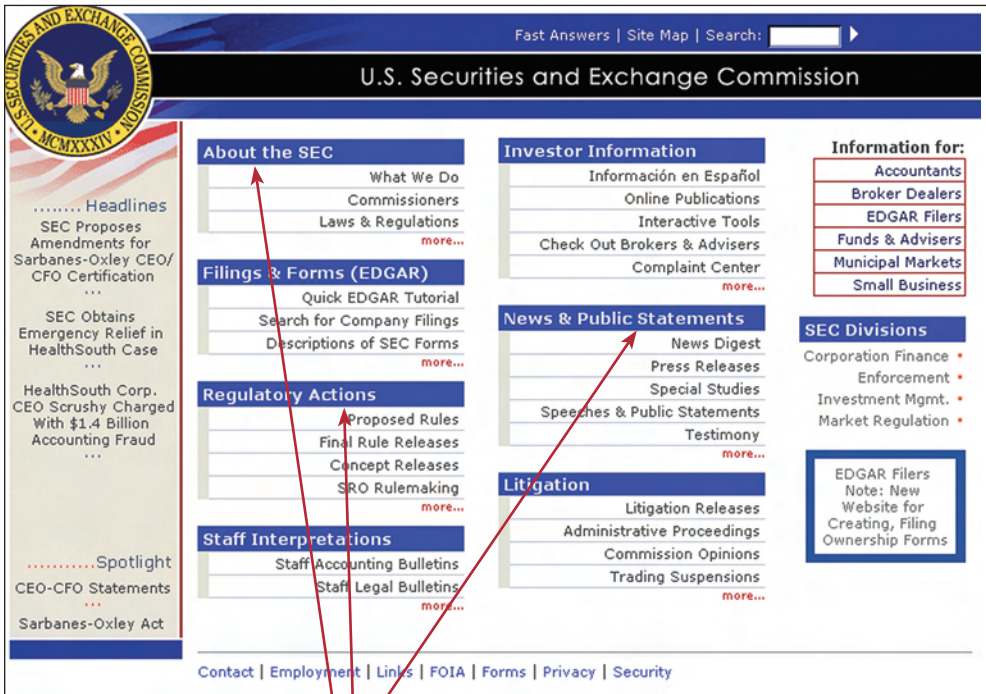 U.S. SECURITIES AND EXCHANGE COMMISSION
MCMXXXIV
Fast Answers | Site Map | Search:
U.S. Securities and Exchange Commission
........ Headlines
SEC Proposes
Amendments for
Sarbanes-Oxley CEO/
CFO Certification
...
SEC Obtains
Emergency Relief in
HealthSouth Case
...
HealthSouth Corp.
CEO Scrushy Charged
With $1.4 Billion
Accounting Fraud
...
...........Spotlight
CEO-CFO Statements
...
Sarbanes-Oxley Act
About the SEC
What We Do
Commissioners
Laws & Regulations
more...
Filings & Forms (EDGAR)
Quick EDGAR Tutorial
Search for Company Filings
Descriptions of SEC Forms
more...
Regulatory Actions
Proposed Rules
Final Rule Releases
Concept Releases
SRO Rulemaking
more...
Staff Interpretations
Staff Accounting Bulletins
Staff Legal Bulletins
more...
Investor Information
Información en Español
Online Publications
Interactive Tools
Check Out Brokers & Advisers
Complaint Center
more...
News & Public Statements
News Digest
Press Releases
Special Studies
Speeches & Public Statements
Testimony
more...
Litigation
Litigation Releases
Administrative Proceedings
Commission Opinions
Trading Suspensions
more...
Information for:
Accountants
Broker Dealers
EDGAR Filers
Funds & Advisers
Municipal Markets
Small Business
SEC Divisions
Corporation Finance
Enforcement
Investment Mgmt.
Market Regulation
EDGAR Filers
Note: New
Website for
Creating, Filing
Ownership Forms
Contact | Employment | Links | FOIA | Forms | Privacy | Security